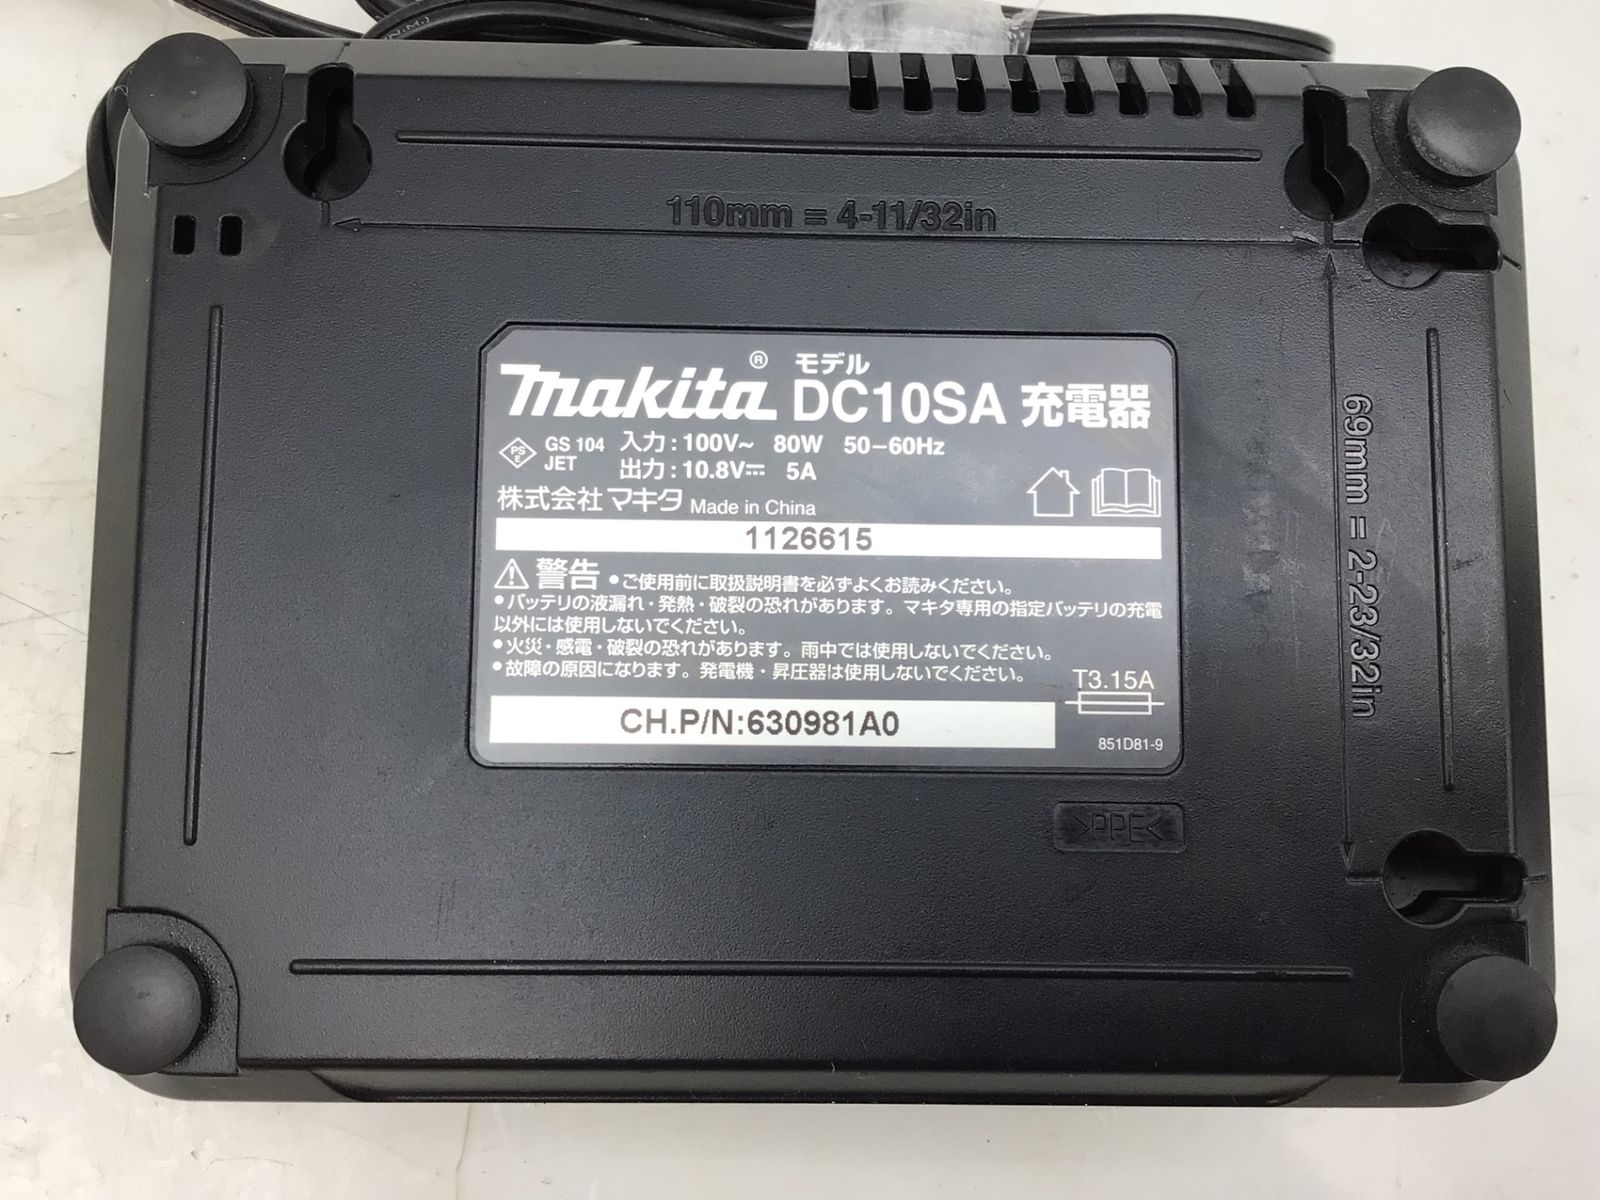 110mm = 4-11/32in
69mm = 2-23/32in
makita® モデル
DC10SA 充電器
PS E GS 104 JET
入力：100V～ 80W 50－60Hz
出力：10.8V⎓ 5A
株式会社マキタ Made in China
1126615
⚠ 警告 ●ご使用前に取扱説明書を必ずよくお読みください。
●バッテリの液漏れ・発熱・破裂の恐れがあります。マキタ専用の指定バッテリの充電
以外には使用しないでください。
●火災・感電・破裂の恐れがあります。雨中では使用しないでください。
●故障の原因になります。発電機・昇圧器は使用しないでください。
T3.15A
CH.P/N:630981A0
851D81-9
>PPE<